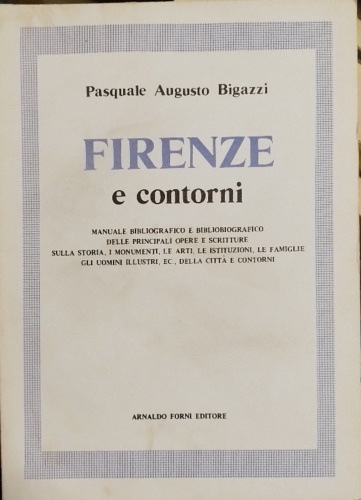 Pasquale Augusto Bigazzi
FIRENZE
e contorni
MANUALE BIBLIOGRAFICO E BIBLIOBIOGRAFICO
DELLE PRINCIPALI OPERE E SCRITTURE
SULLA STORIA, I MONUMENTI, LE ARTI, LE ISTITUZIONI, LE FAMIGLIE
GLI UOMINI ILLUSTRI, EC., DELLA CITTÀ E CONTORNI
ARNALDO FORNI EDITORE